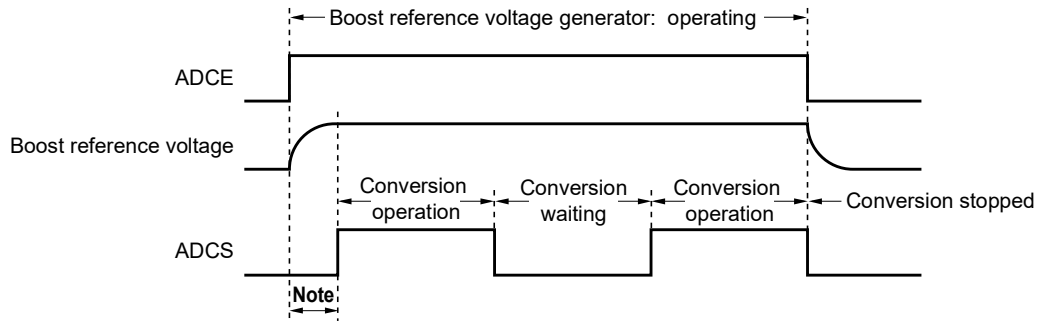 Boost reference voltage generator: operating
ADCE
Boost reference voltage
Conversion
operation
Conversion
waiting
Conversion
operation
Conversion stopped
ADCS
Note